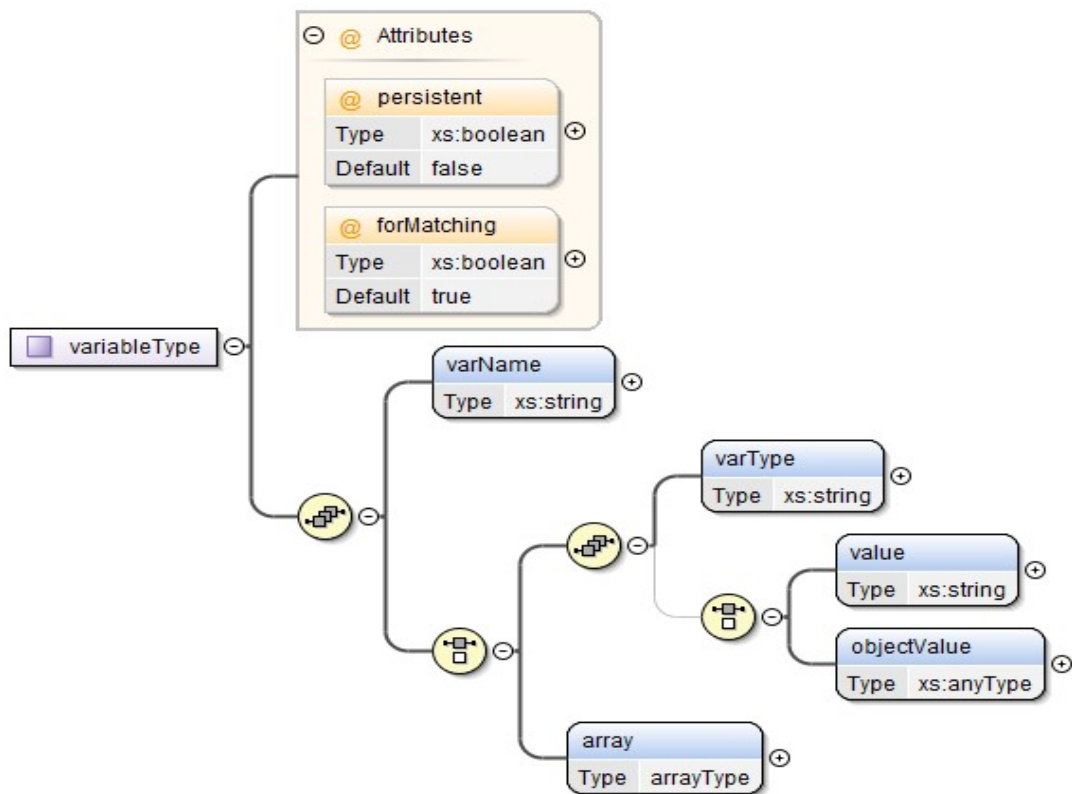 @ Attributes
@ persistent
Type xs:boolean
Default false
@ forMatching
Type xs:boolean
Default true
variableType
varName
Type xs:string
varType
Type xs:string
value
Type xs:string
objectValue
Type xs:anyType
array
Type arrayType